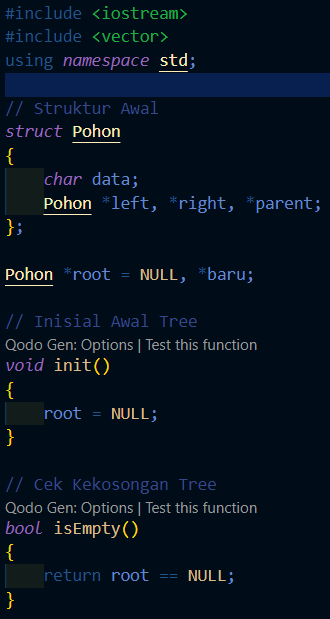 #include <iostream>
#include <vector>
using namespace std;
// Struktur Awal
struct Pohon
{
char data;
Pohon *left, *right, *parent;
};
Pohon *root = NULL, *baru;
// Inisial Awal Tree
Qodo Gen: Options | Test this function
void init()
{
root = NULL;
}
// Cek Kekosongan Tree
Qodo Gen: Options | Test this function
bool isEmpty()
{
return root == NULL;
}